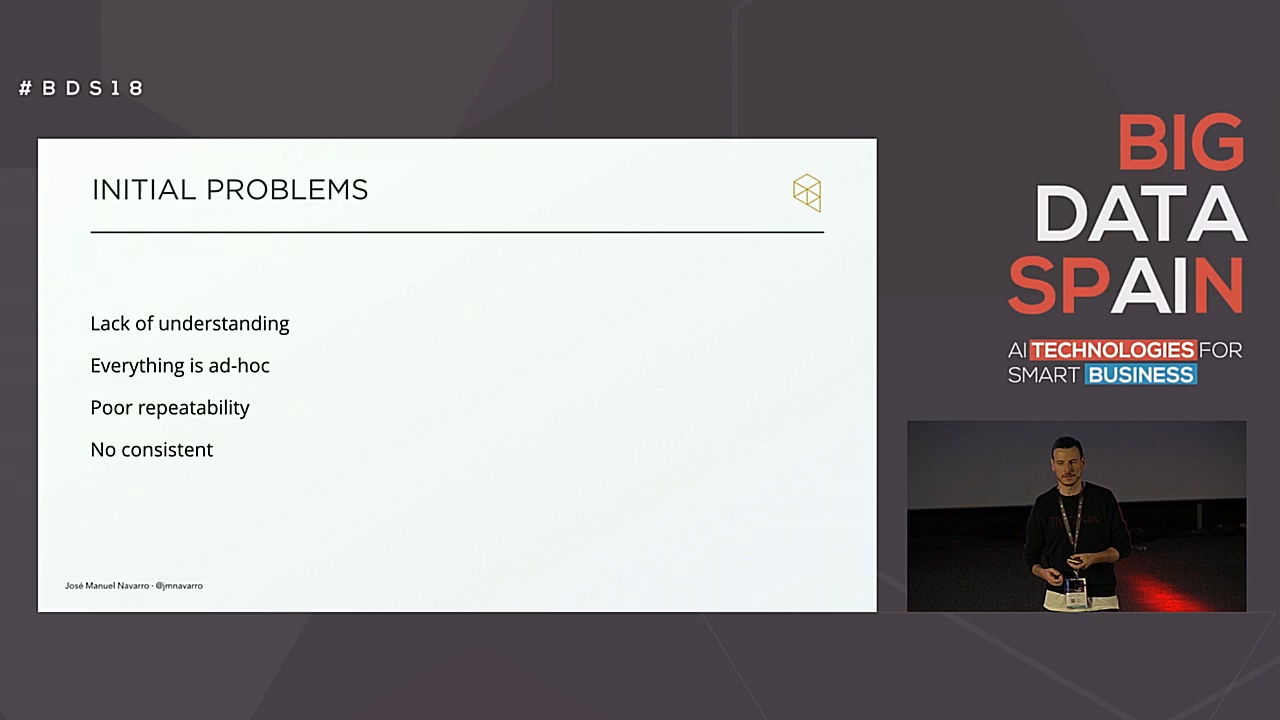 #BDS18
INITIAL PROBLEMS
Lack of understanding
Everything is ad-hoc
Poor repeatability
No consistent
José Manuel Navarro · @jmnavarro
BIG
DATA
SPAIN
AI TECHNOLOGIES FOR
SMART BUSINESS